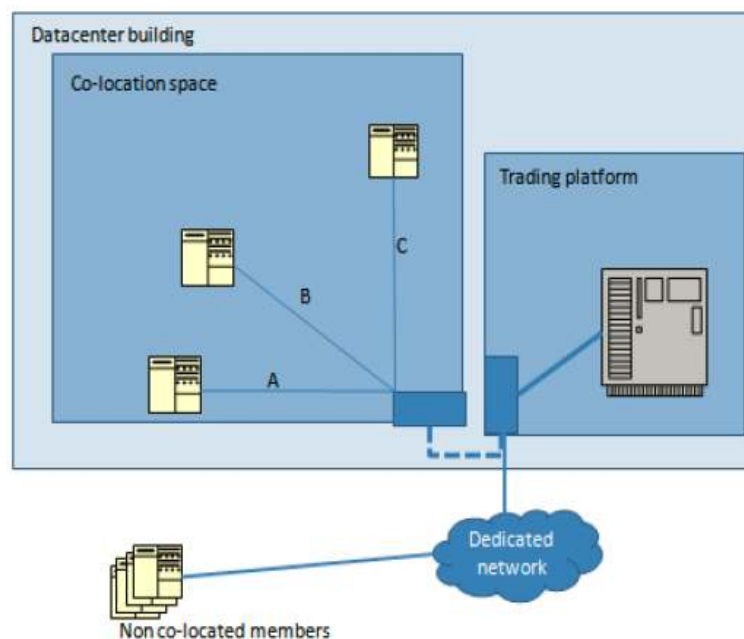 Datacenter building
Co-location space
Trading platform
C
B
A
Dedicated
network
Non co-located members